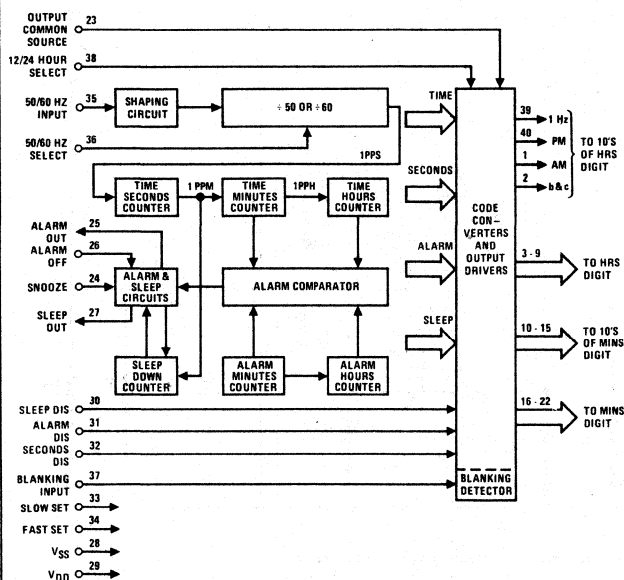 OUTPUT
COMMON
SOURCE
23
12/24 HOUR
SELECT
38
50/60 HZ
INPUT
35
SHAPING
CIRCUIT
÷ 50 OR ÷ 60
50/60 HZ
SELECT
36
1PPS
TIME
SECONDS
COUNTER
1 PPM
TIME
MINUTES
COUNTER
1PPH
TIME
HOURS
COUNTER
ALARM
OUT
25
ALARM
OFF
26
SNOOZE
24
SLEEP
OUT
27
ALARM &
SLEEP
CIRCUITS
ALARM COMPARATOR
SLEEP
DOWN
COUNTER
ALARM
MINUTES
COUNTER
ALARM
HOURS
COUNTER
SLEEP DIS
30
ALARM
DIS
31
SECONDS
DIS
32
BLANKING
INPUT
37
SLOW SET
33
FAST SET
34
VSS
28
VDD
29
TIME
SECONDS
ALARM
SLEEP
CODE
CON–
VERTERS
AND
OUTPUT
DRIVERS
BLANKING
DETECTOR
39
1 Hz
40
PM
1
AM
2
b & c
TO 10'S
OF HRS
DIGIT
3 - 9
TO HRS
DIGIT
10 - 15
TO 10'S
OF MINS
DIGIT
16 - 22
TO MINS
DIGIT